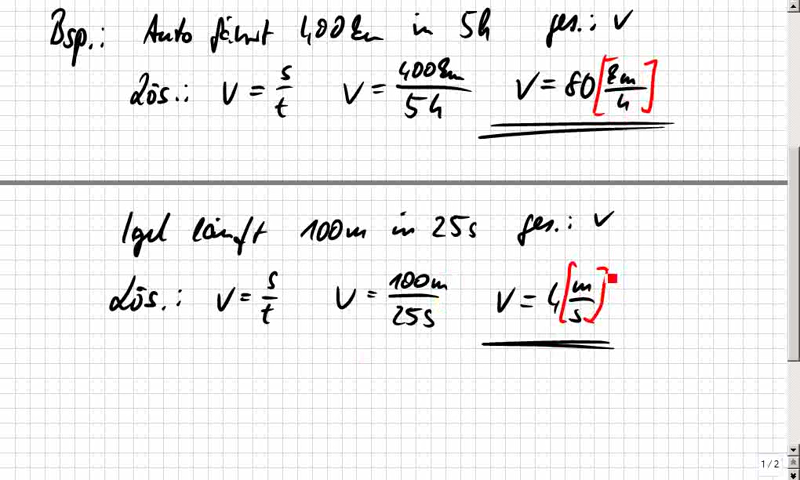 Bsp.: Auto fährt 400km in 5h ges.: v
Lös.: v = s/t v = 400km/5h v = 80 [km/h]
Igel läuft 100m in 25s ges.: v
Lös.: v = s/t v = 100m/25s v = 4 [m/s]
1 / 2